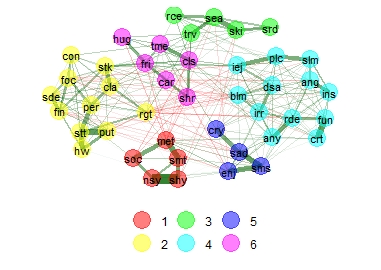 rce sea
trv ski srd
hug tme
con fri cls plc slm
stk iej
foc cla car dsa ang
sde per shr blm ins
fin rgt irr fun
stt put cry rde
hw mef any crt
soc smt sad
nsy shy enf sms
1 3 5
2 4 6